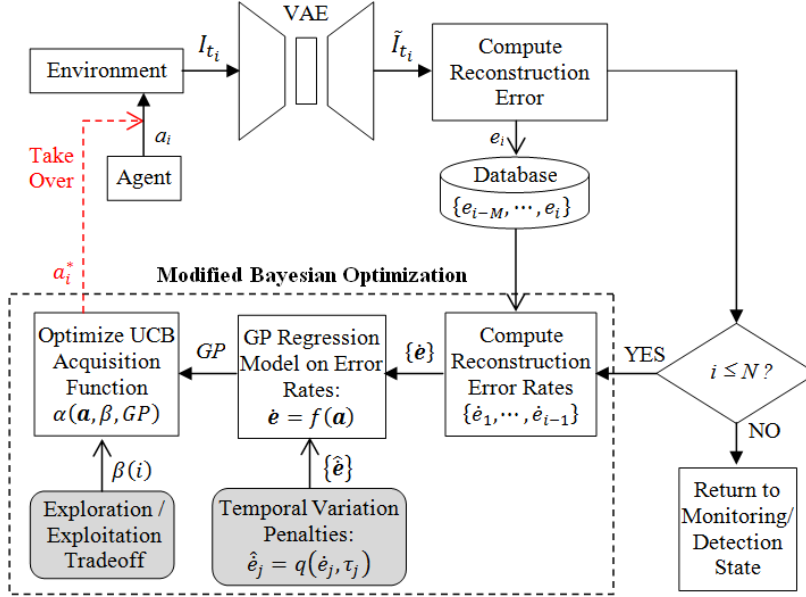 VAE
I_{t_i}
Ĩ_{t_i}
Environment
Compute
Reconstruction
Error
a_i
Take
Over
Agent
e_i
Database
{e_{i−M}, ⋯, e_i}
a_i^*
Modified Bayesian Optimization
Optimize UCB
Acquisition
Function
α(a, β, GP)
GP
GP Regression
Model on Error
Rates:
ė = f(a)
{ė}
Compute
Reconstruction
Error Rates
{ė_1, ⋯, ė_{i−1}}
YES
i ≤ N ?
NO
β(i)
{ė̂}
Exploration /
Exploitation
Tradeoff
Temporal Variation
Penalties:
ė̂_j = q(ė_j, τ_j)
Return to
Monitoring/
Detection
State